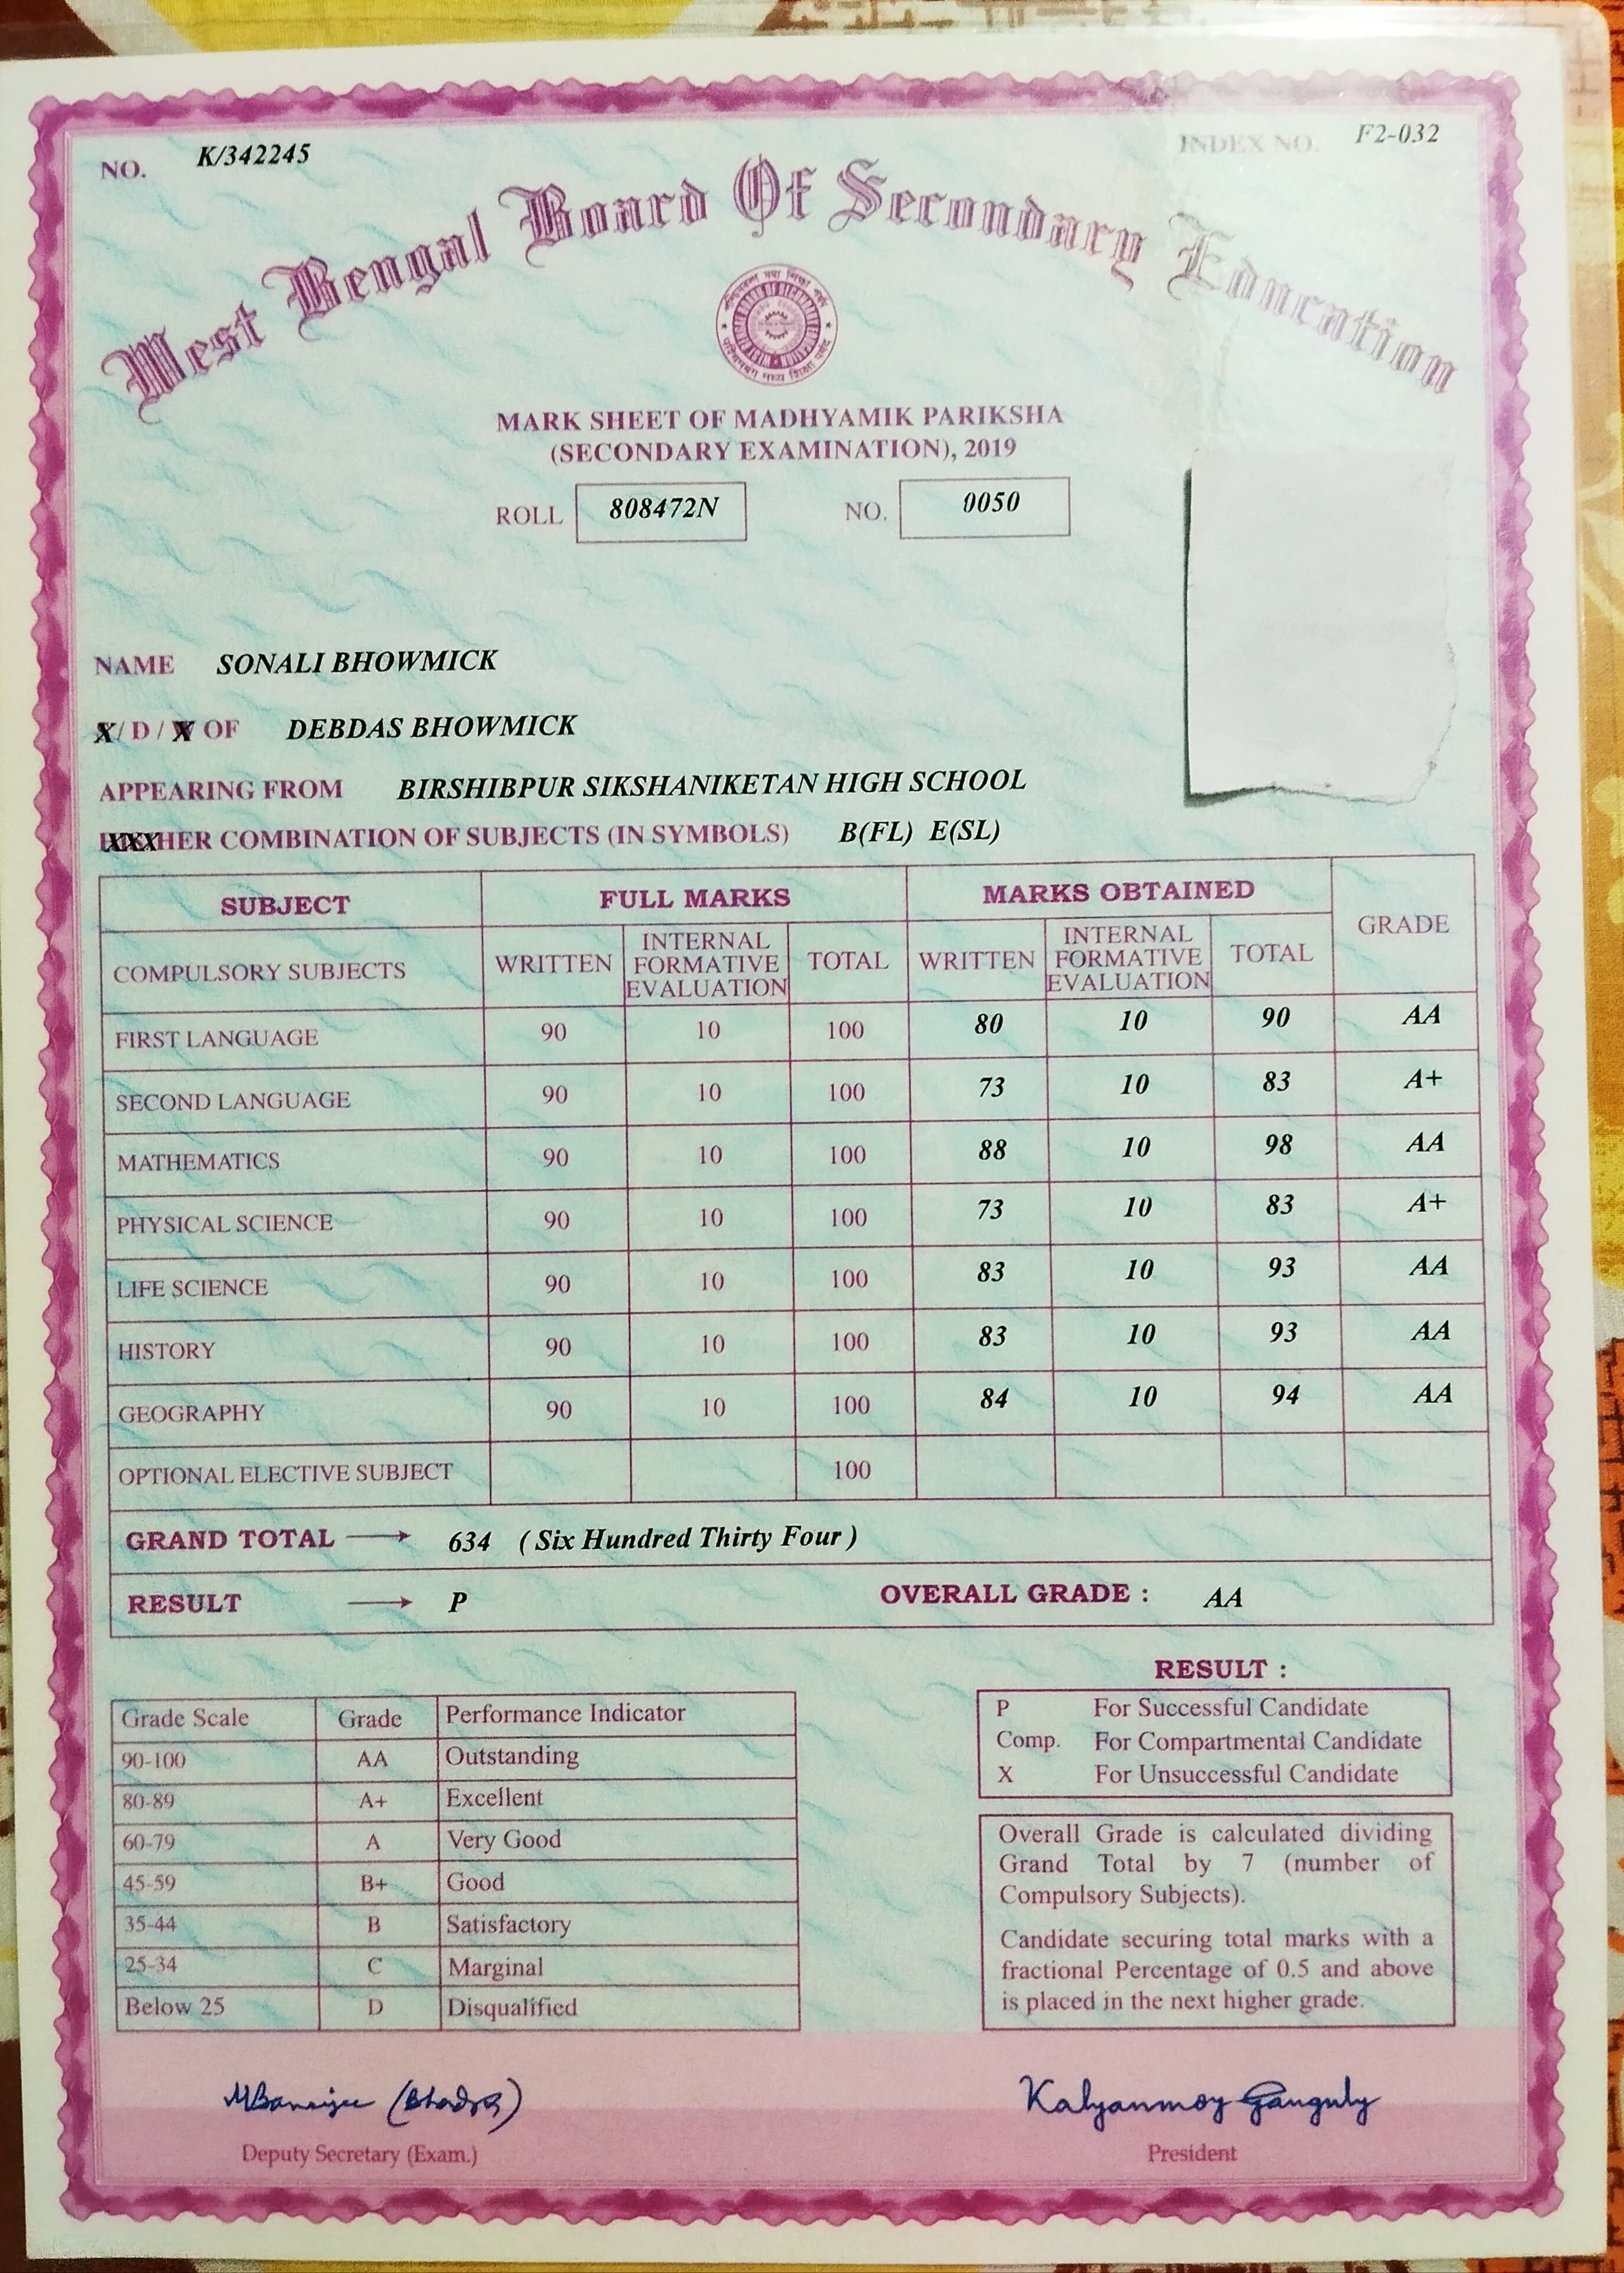 NO. K/342245 INDEX NO. F2-032
West Bengal Board Of Secondary Education
MARK SHEET OF MADHYAMIK PARIKSHA
(SECONDARY EXAMINATION), 2019
ROLL 808472N NO. 0050
NAME SONALI BHOWMICK
X / D / X OF DEBDAS BHOWMICK
APPEARING FROM BIRSHIBPUR SIKSHANIKETAN HIGH SCHOOL
XXXHER COMBINATION OF SUBJECTS (IN SYMBOLS) B(FL) E(SL)
SUBJECT FULL MARKS MARKS OBTAINED GRADE
COMPULSORY SUBJECTS WRITTEN INTERNAL FORMATIVE EVALUATION TOTAL WRITTEN INTERNAL FORMATIVE EVALUATION TOTAL
FIRST LANGUAGE 90 10 100 80 10 90 AA
SECOND LANGUAGE 90 10 100 73 10 83 A+
MATHEMATICS 90 10 100 88 10 98 AA
PHYSICAL SCIENCE 90 10 100 73 10 83 A+
LIFE SCIENCE 90 10 100 83 10 93 AA
HISTORY 90 10 100 83 10 93 AA
GEOGRAPHY 90 10 100 84 10 94 AA
OPTIONAL ELECTIVE SUBJECT 100
GRAND TOTAL → 634 ( Six Hundred Thirty Four )
RESULT → P OVERALL GRADE : AA
Grade Scale Grade Performance Indicator
90-100 AA Outstanding
80-89 A+ Excellent
60-79 A Very Good
45-59 B+ Good
35-44 B Satisfactory
25-34 C Marginal
Below 25 D Disqualified
RESULT :
P For Successful Candidate
Comp. For Compartmental Candidate
X For Unsuccessful Candidate
Overall Grade is calculated dividing
Grand Total by 7 (number of
Compulsory Subjects).
Candidate securing total marks with a
fractional Percentage of 0.5 and above
is placed in the next higher grade.
MBanerjee (Bhadra)
Deputy Secretary (Exam.)
Kalyanmoy Ganguly
President